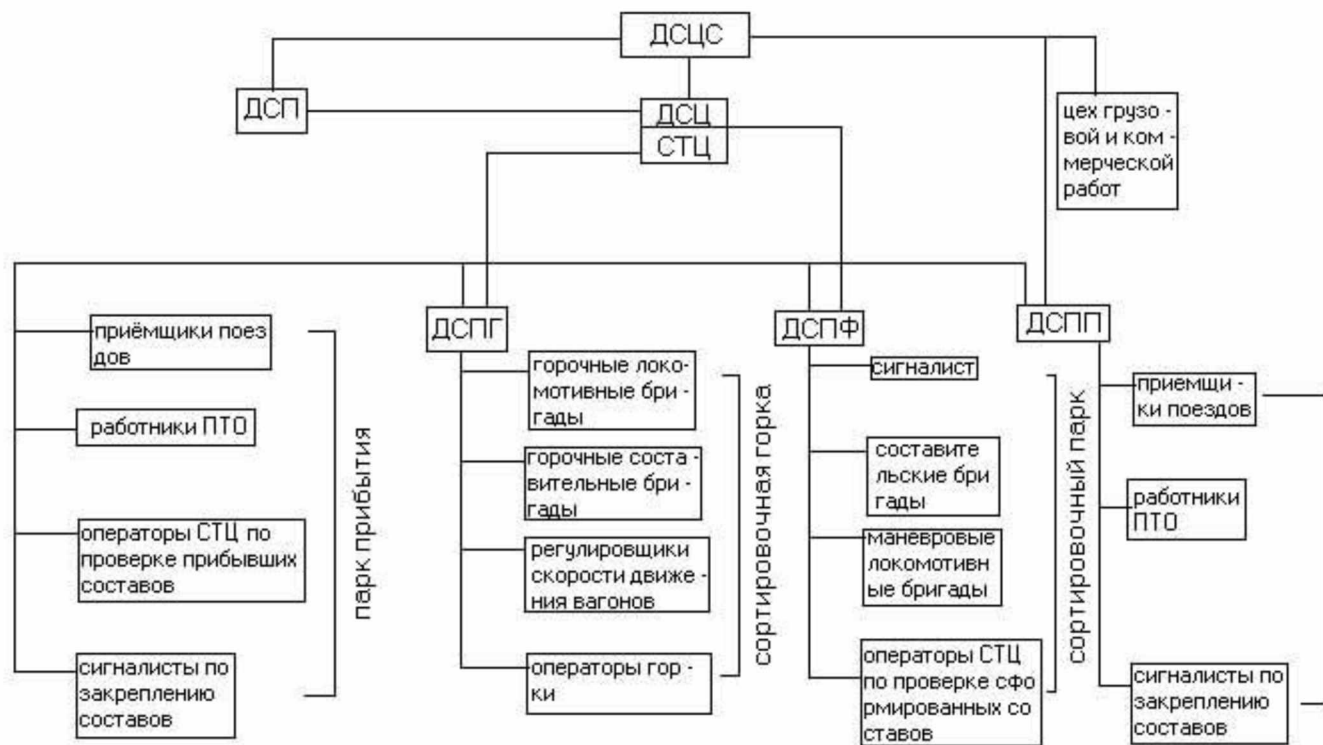 ДСЦС
ДСП
ДСЦ
СТЦ
цех грузо -
вой и ком -
мерческой
работ
ДСПГ
ДСПФ
ДСПП
приёмщики поез
дов
работники ПТО
операторы СТЦ по
проверке прибывших
составов
сигналисты по
закреплению
составов
парк прибытия
горочные локо-
мотивные бри -
гады
горочные соста -
вительные бри -
гады
регулировщики
скорости движе -
ния вагонов
операторы гор -
ки
сортировочная горка
сигналист
составите
льские бри
гады
маневровые
локомотивн
ые бригады
операторы СТЦ
по проверке сфо
рмированных со
ставов
сортировочный парк
приемщи -
ки поездов
работники
ПТО
сигналисты по
закреплению
составов